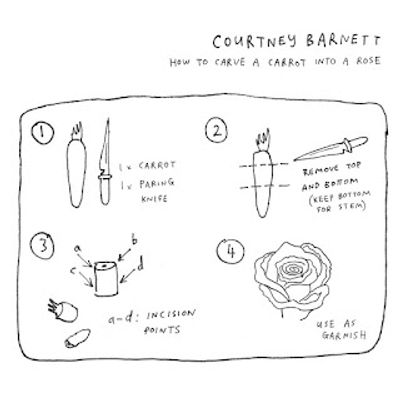 COURTNEY BARNETT
HOW TO CARVE A CARROT INTO A ROSE
1
1x CARROT
1x PARING
KNIFE
2
REMOVE TOP
AND BOTTOM
(KEEP BOTTOM
FOR STEM)
3
a
b
c
d
a-d: INCISION
POINTS
4
USE AS
GARNISH